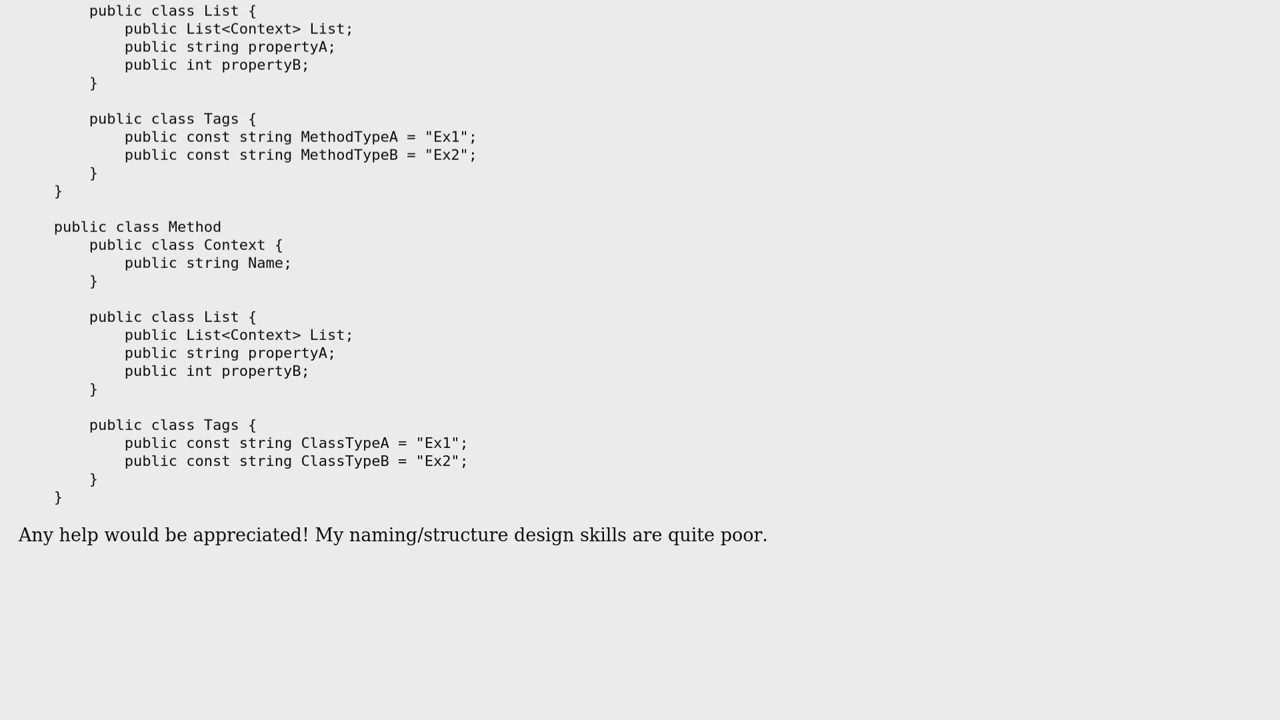 public class List {
public List<Context> List;
public string propertyA;
public int propertyB;
}
public class Tags {
public const string MethodTypeA = "Ex1";
public const string MethodTypeB = "Ex2";
}
}
public class Method
public class Context {
public string Name;
}
public class List {
public List<Context> List;
public string propertyA;
public int propertyB;
}
public class Tags {
public const string ClassTypeA = "Ex1";
public const string ClassTypeB = "Ex2";
}
}
Any help would be appreciated! My naming/structure design skills are quite poor.